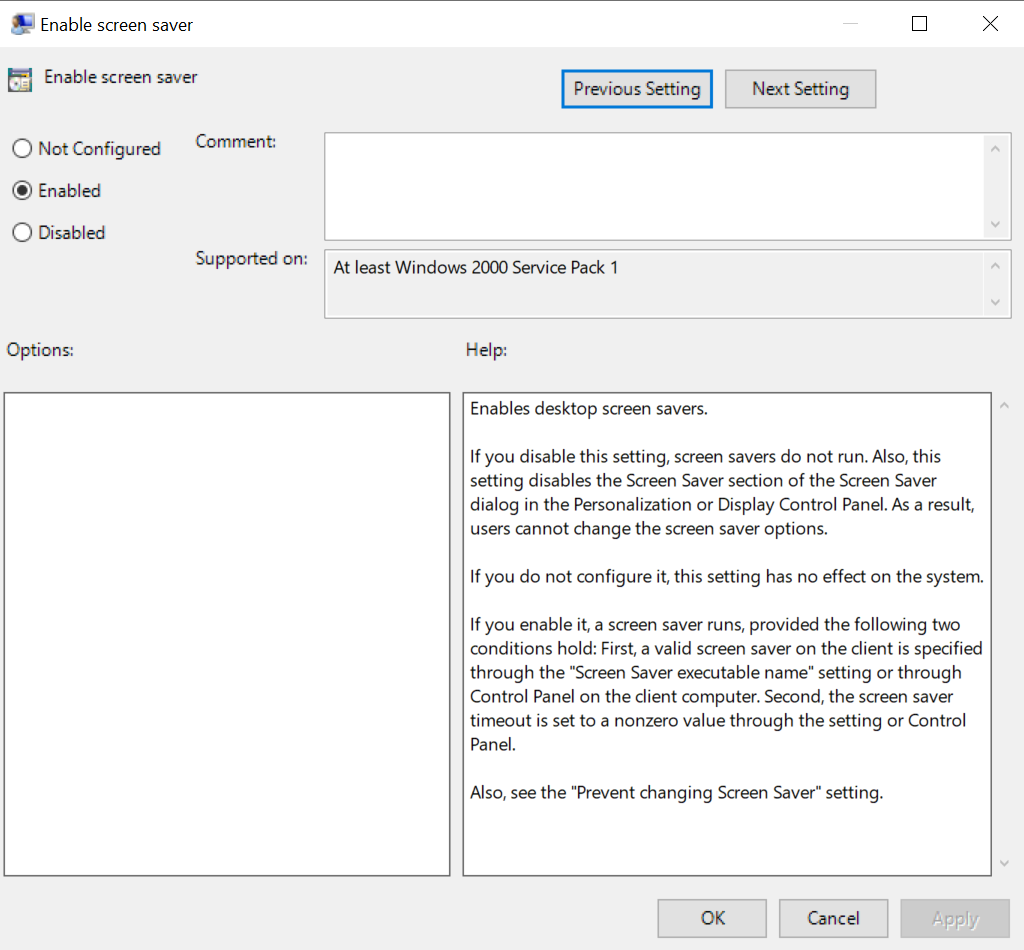 Enable screen saver
Enable screen saver
Previous Setting
Next Setting
Not Configured
Enabled
Disabled
Comment:
Supported on:
At least Windows 2000 Service Pack 1
Options:
Help:
Enables desktop screen savers.
If you disable this setting, screen savers do not run. Also, this
setting disables the Screen Saver section of the Screen Saver
dialog in the Personalization or Display Control Panel. As a result,
users cannot change the screen saver options.
If you do not configure it, this setting has no effect on the system.
If you enable it, a screen saver runs, provided the following two
conditions hold: First, a valid screen saver on the client is specified
through the "Screen Saver executable name" setting or through
Control Panel on the client computer. Second, the screen saver
timeout is set to a nonzero value through the setting or Control
Panel.
Also, see the "Prevent changing Screen Saver" setting.
OK
Cancel
Apply